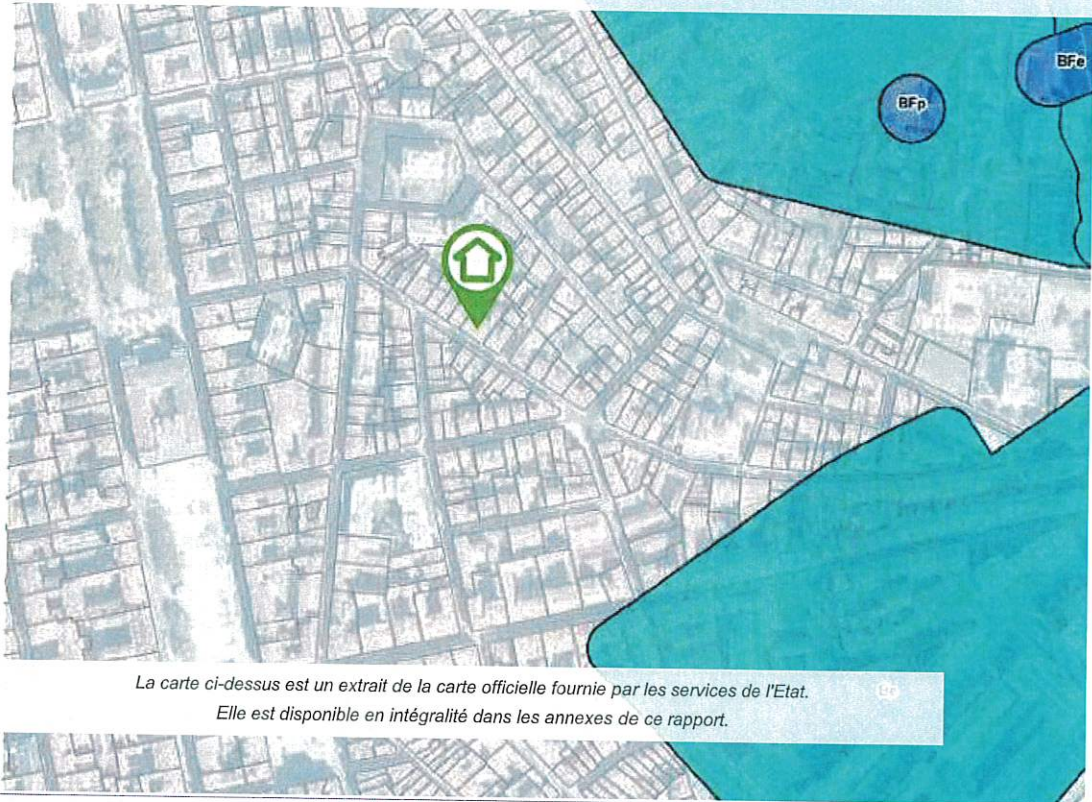 BFe
BFp
La carte ci-dessus est un extrait de la carte officielle fournie par les services de l'Etat.
Elle est disponible en intégralité dans les annexes de ce rapport.